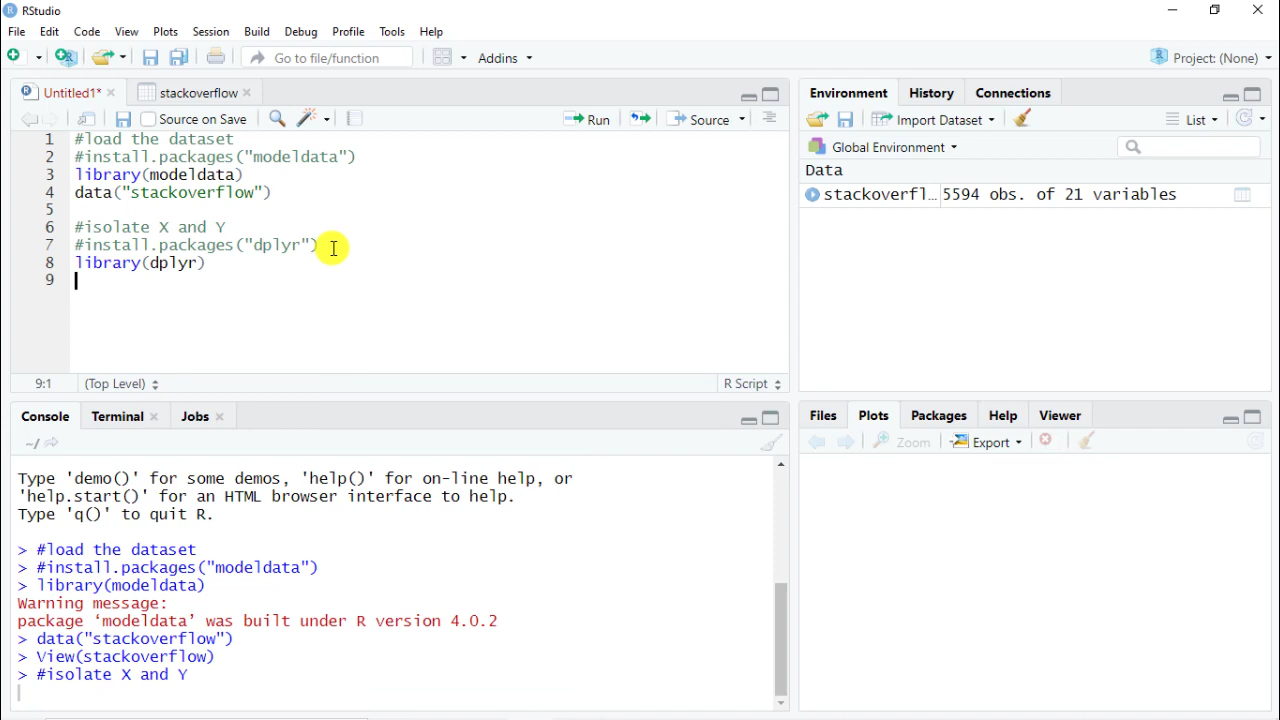 RStudio
File Edit Code View Plots Session Build Debug Profile Tools Help
Go to file/function Addins Project: (None)
Untitled1* stackoverflow
Source on Save Run Source
1 #load the dataset
2 #install.packages("modeldata")
3 library(modeldata)
4 data("stackoverflow")
5
6 #isolate X and Y
7 #install.packages("dplyr")
8 library(dplyr)
9
9:1 (Top Level) R Script
Console Terminal Jobs
~/
Type 'demo()' for some demos, 'help()' for on-line help, or
'help.start()' for an HTML browser interface to help.
Type 'q()' to quit R.
> #load the dataset
> #install.packages("modeldata")
> library(modeldata)
Warning message:
package ‘modeldata’ was built under R version 4.0.2
> data("stackoverflow")
> View(stackoverflow)
> #isolate X and Y
Environment History Connections
Import Dataset List
Global Environment
Data
stackoverfl… 5594 obs. of 21 variables
Files Plots Packages Help Viewer
Zoom Export